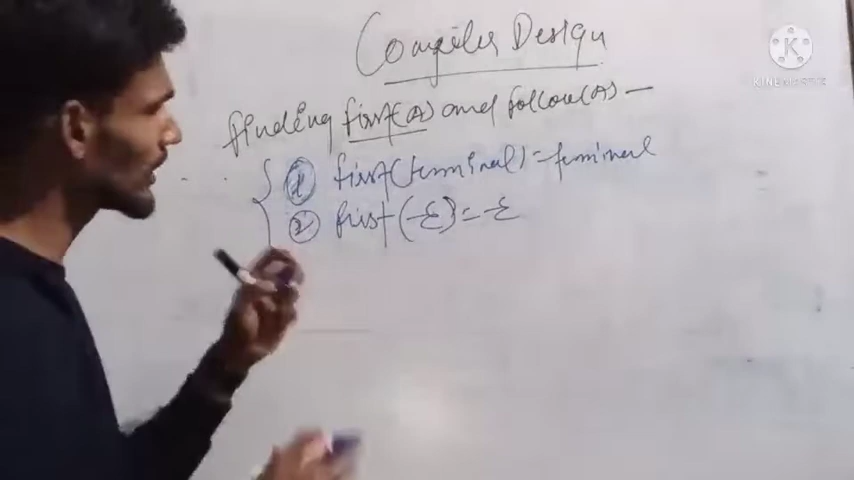 Compiler Design
finding first(A) and follow(A) —
① first(terminal) = terminal
② first(-ε) = -ε
KINEMASTER